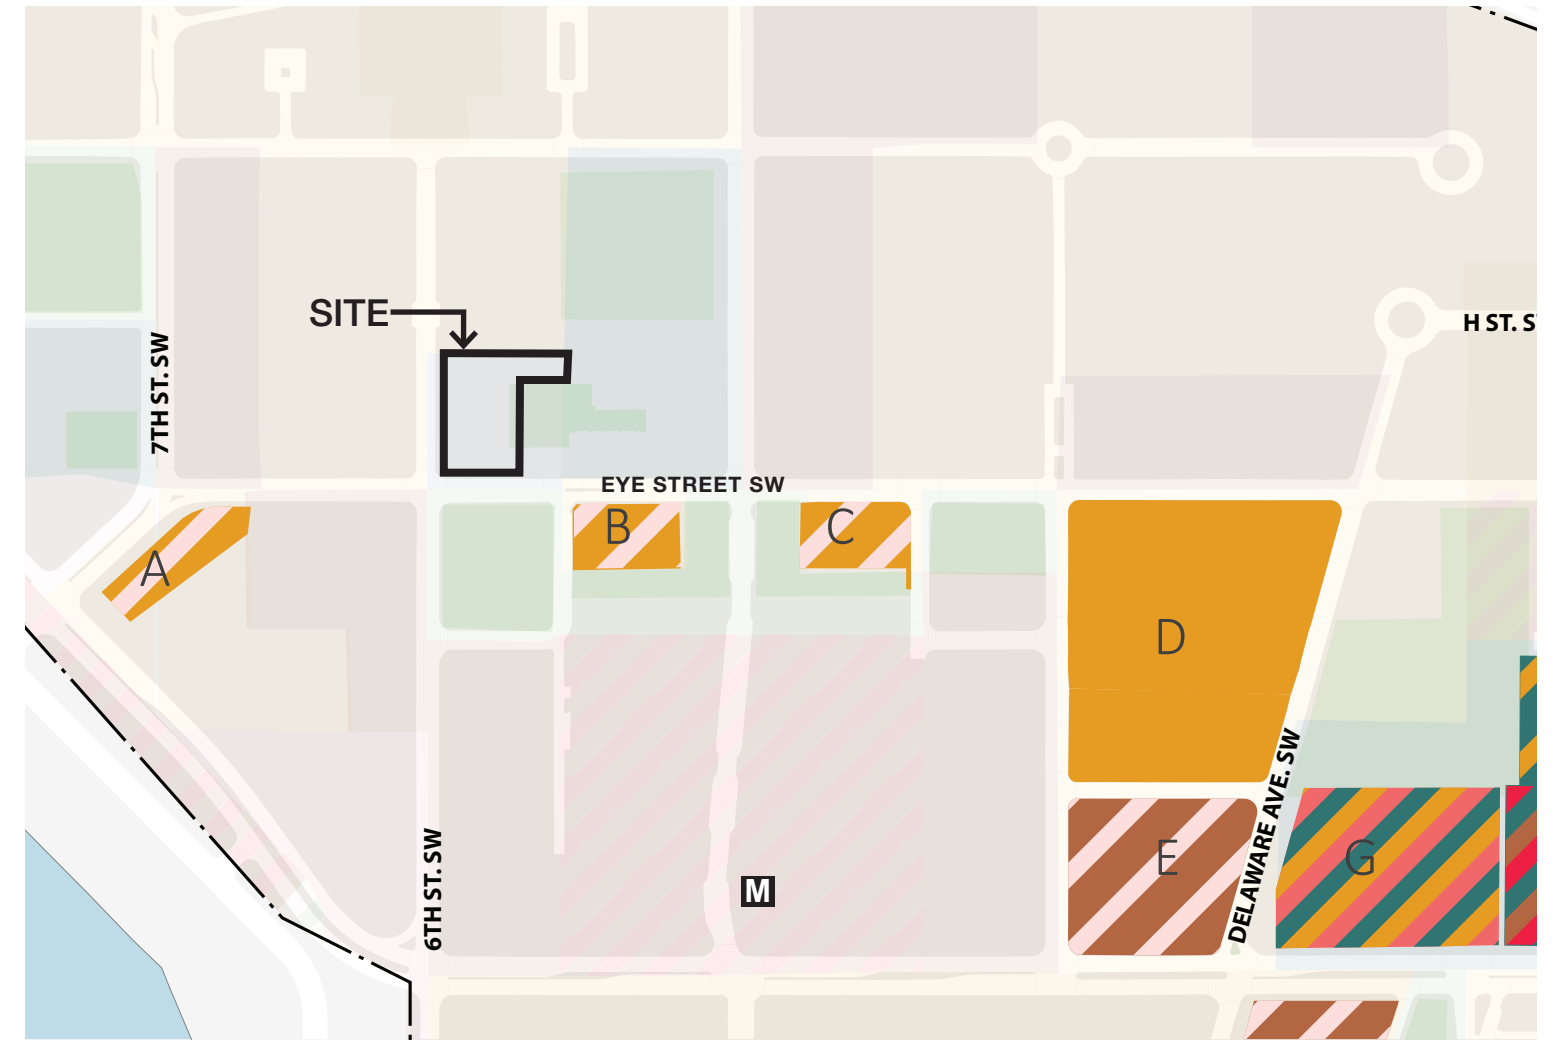 SITE
H ST. S
7TH ST. SW
EYE STREET SW
A
B
C
D
E
G
DELAWARE AVE. SW
6TH ST. SW
M